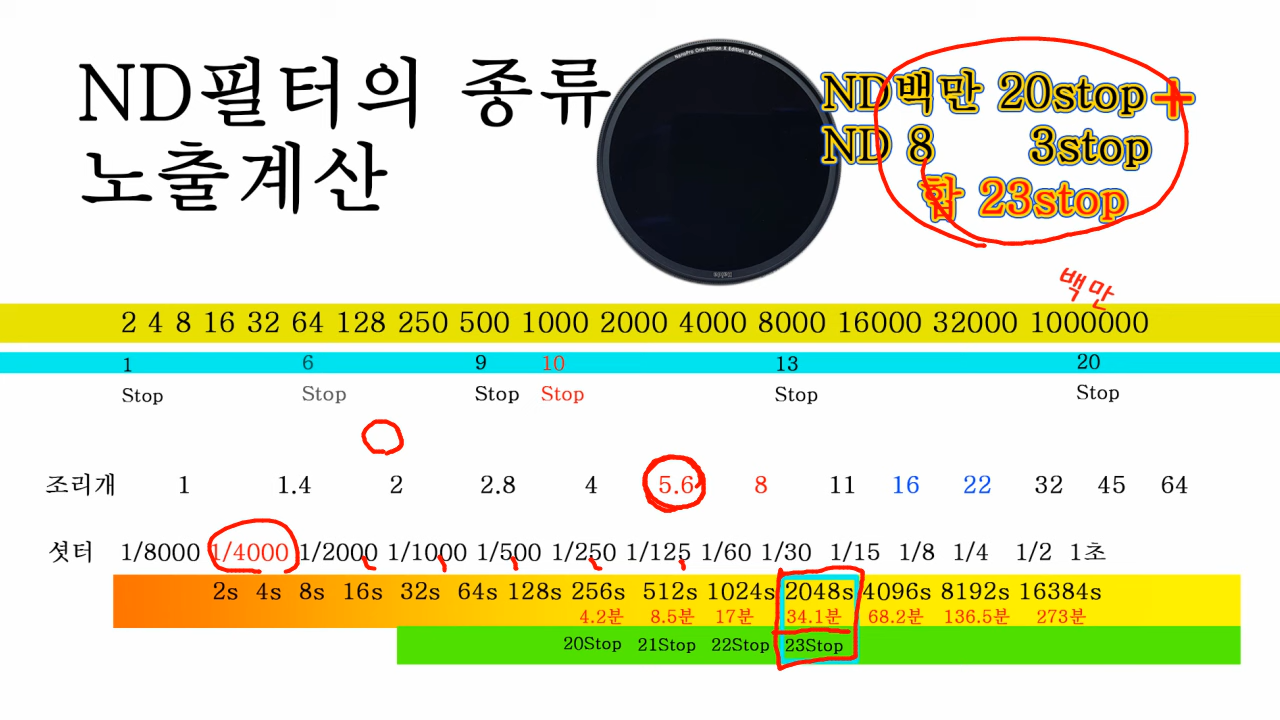 ND필터의 종류
노출계산
NanoPro One Million X Edition · 82mm
ND백만 20stop+
ND 8 3stop
합 23stop
백만
2 4 8 16 32 64 128 250 500 1000 2000 4000 8000 16000 32000 1000000
1 6 9 10 13 20
Stop Stop Stop Stop Stop Stop
조리개 1 1.4 2 2.8 4 5.6 8 11 16 22 32 45 64
셧터 1/8000 1/4000 1/2000 1/1000 1/500 1/250 1/125 1/60 1/30 1/15 1/8 1/4 1/2 1초
2s 4s 8s 16s 32s 64s 128s 256s 512s 1024s 2048s 4096s 8192s 16384s
4.2분 8.5분 17분 34.1분 68.2분 136.5분 273분
20Stop 21Stop 22Stop 23Stop